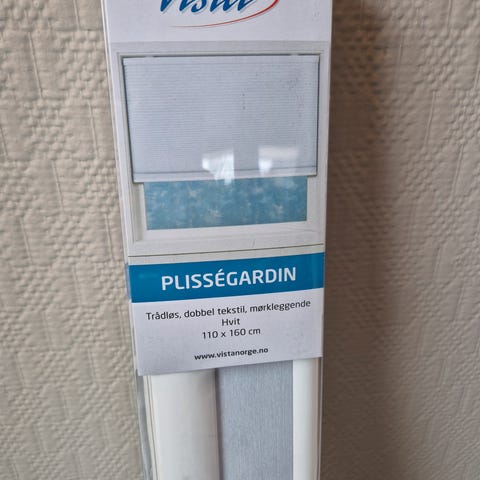 Vista
PLISSÉGARDIN
Trådløs, dobbel tekstil, mørkleggende
Hvit
110 x 160 cm
www.vistanorge.no